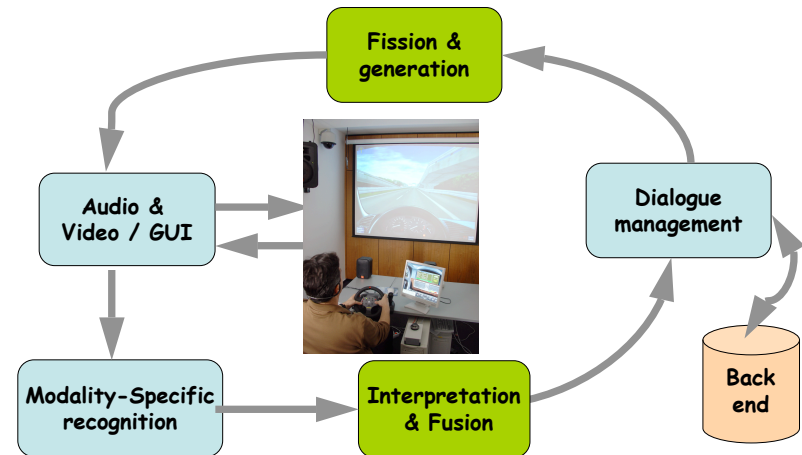 Fission &
generation
Audio &
Video / GUI
Dialogue
management
Modality-Specific
recognition
Interpretation
& Fusion
Back
end